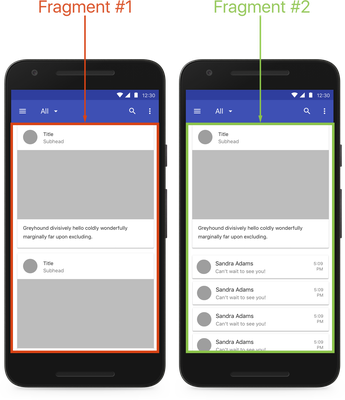 Fragment #1
12:30
All
Title
Subhead
Greyhound divisively hello coldly wonderfully
marginally far upon excluding.
Title
Subhead
Fragment #2
12:30
All
Title
Subhead
Greyhound divisively hello coldly wonderfully
marginally far upon excluding.
Sandra Adams
Can't wait to see you!
5:09
PM
Sandra Adams
Can't wait to see you!
5:09
PM
Sandra Adams
Can't wait to see you!
5:09
PM
Sandra Adams
Can't wait to see you!
5:09
PM